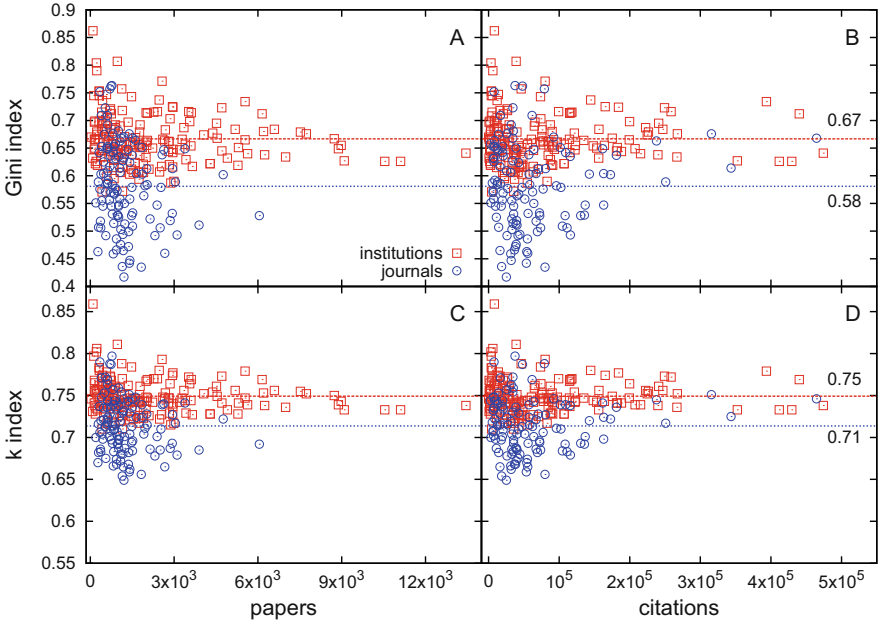 0.9
0.85
0.8
0.75
0.7
0.65
0.6
0.55
0.5
0.45
0.4
Gini index
A
institutions
journals
B
0.67
0.58
0.85
0.8
0.75
0.7
0.65
0.6
0.55
k index
C
D
0.75
0.71
0 3x10³ 6x10³ 9x10³ 12x10³
papers
0 10⁵ 2x10⁵ 3x10⁵ 4x10⁵ 5x10⁵
citations